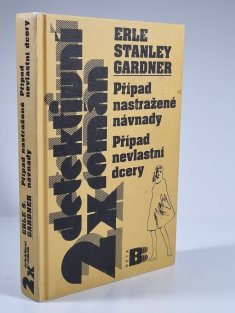 ERLE
STANLEY
GARDNER
Případ
nastražené
návnady
Případ
nevlastní
dcery
2x detektivní
román
B
ERLE S.
GARDNER
Případ nastražené
návnady
Případ
nevlastní dcery
2x